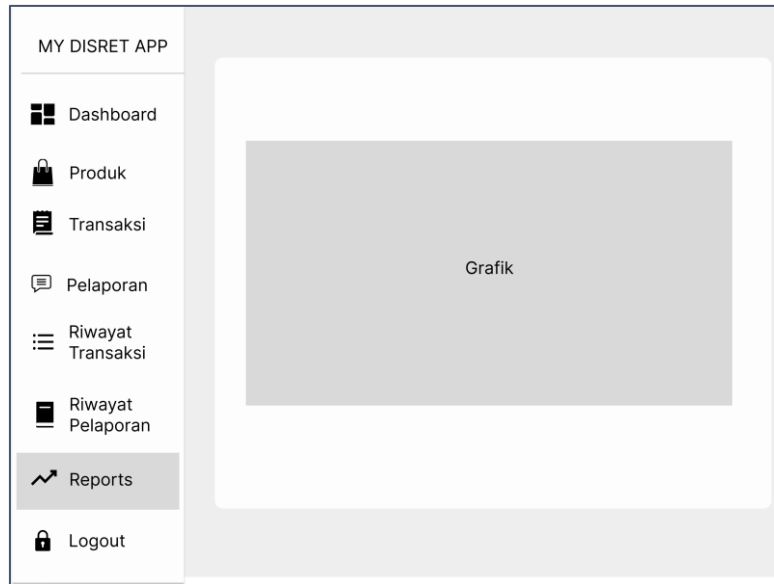 MY DISRET APP
Dashboard
Produk
Transaksi
Pelaporan
Riwayat
Transaksi
Riwayat
Pelaporan
Reports
Logout
Grafik